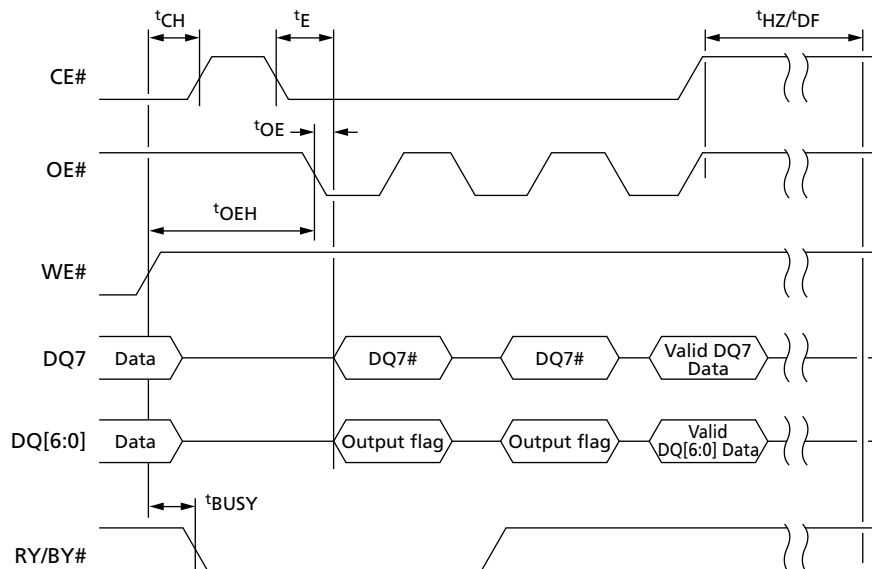 tCH
tE
tHZ/tDF
CE#
tOE
OE#
tOEH
WE#
DQ7
Data
DQ7#
DQ7#
Valid DQ7
Data
DQ[6:0]
Data
Output flag
Output flag
Valid
DQ[6:0] Data
tBUSY
RY/BY#